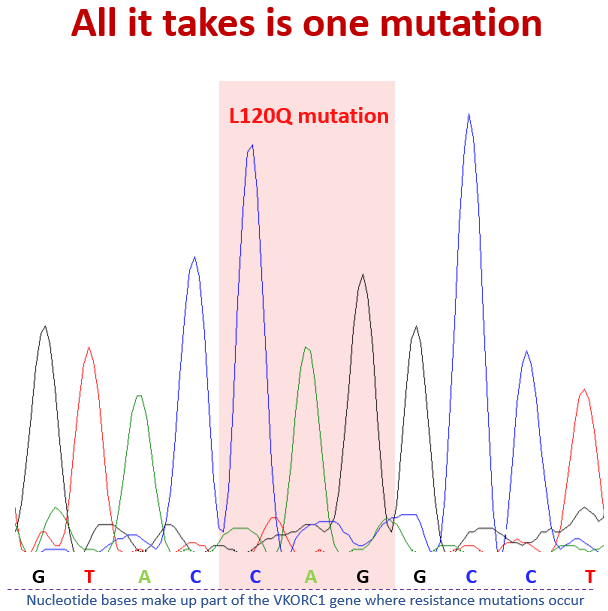 All it takes is one mutation
L120Q mutation
G T A C C A G G C C T
Nucleotide bases make up part of the VKORC1 gene where resistance mutations occur